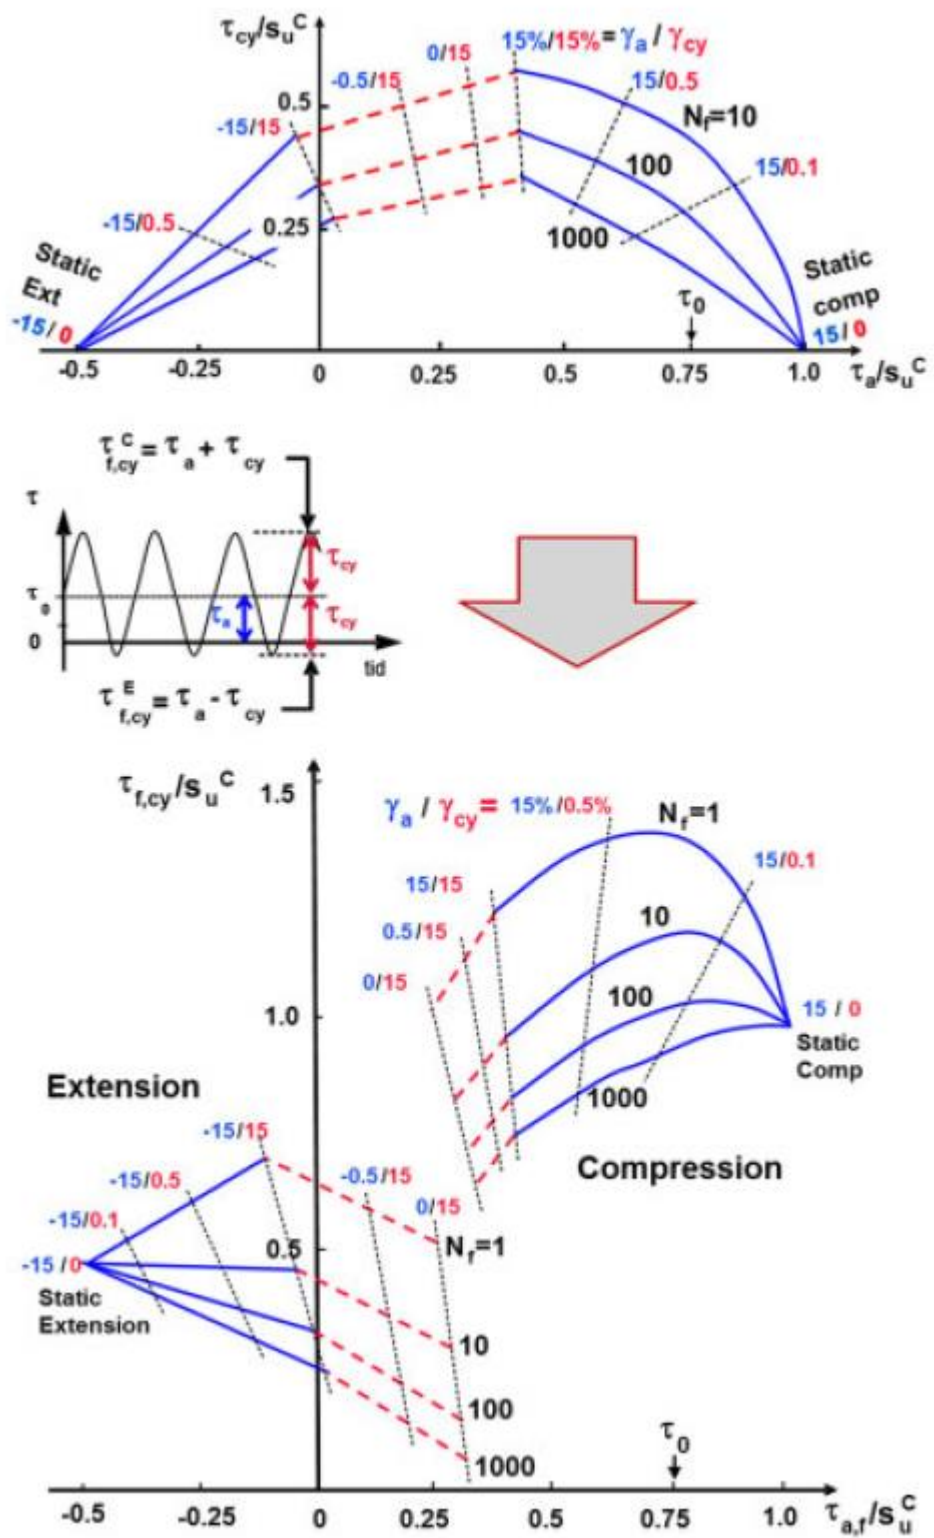 τcy/suC
15%/15% = γa / γcy
0/15
-0.5/15
15/0.5
0.5
Nf=10
-15/15
100
15/0.1
-15/0.5
0.25
1000
Static
Ext
Static
comp
-15/0
τ0
15/0
-0.5
-0.25
0
0.25
0.5
0.75
1.0
τa/suC
τf,cyC = τa + τcy
τ
τcy
τa
τa
τcy
0
tid
τf,cyE = τa - τcy
τf,cy/suC
1.5
γa / γcy = 15%/0.5%
Nf=1
15/15
15/0.1
0.5/15
10
0/15
100
1.0
15 / 0
Static
Comp
Extension
1000
-15/15
Compression
-15/0.5
-0.5/15
-15/0.1
0/15
0.5
Nf=1
-15/0
Static
Extension
10
100
τ0
1000
-0.5
-0.25
0
0.25
0.5
0.75
1.0
τa,f/suC